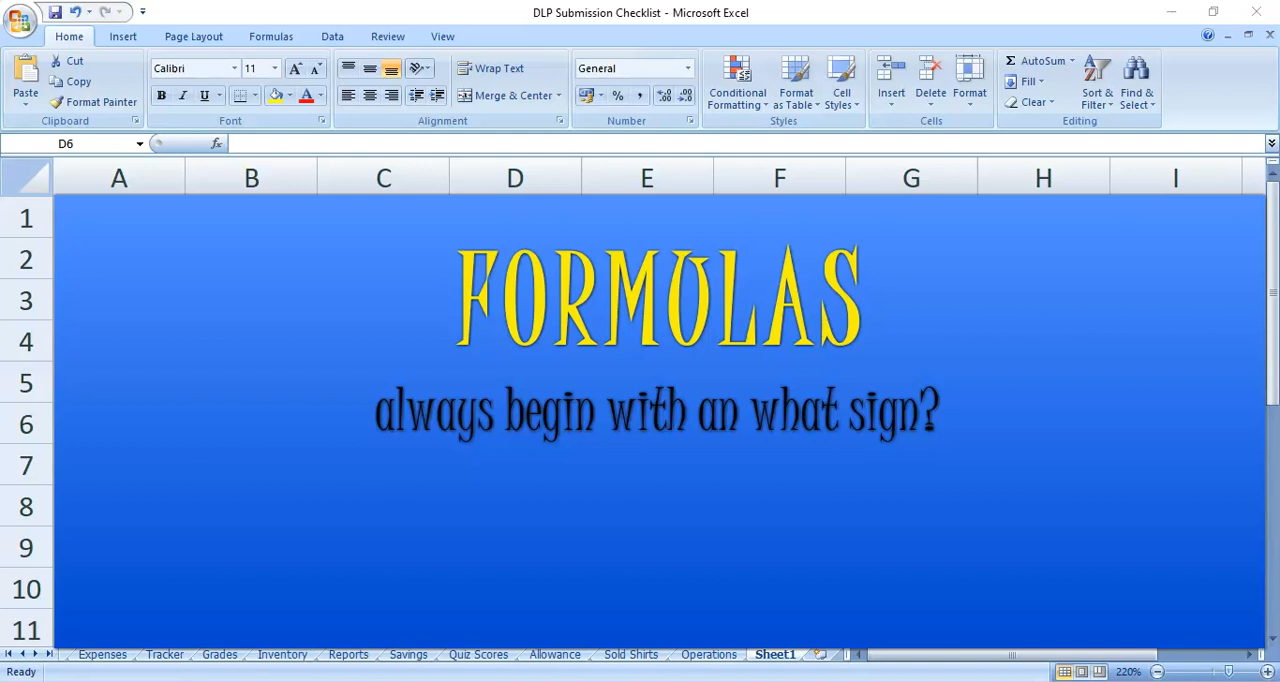 DLP Submission Checklist - Microsoft Excel
Home Insert Page Layout Formulas Data Review View
Paste Cut Copy Format Painter Clipboard
Calibri 11 A A B I U A Font
Wrap Text Merge & Center Alignment
General % , .0 .00 .00 .0 Number
Conditional Formatting Format as Table Cell Styles Styles
Insert Delete Format Cells
Σ AutoSum Fill Clear Sort & Filter Find & Select Editing
D6 fx
A B C D E F G H I
1
2
FORMULAS
3
4
5
always begin with an what sign?
6
7
8
9
10
11
Expenses Tracker Grades Inventory Reports Savings Quiz Scores Allowance Sold Shirts Operations Sheet1
Ready 220%